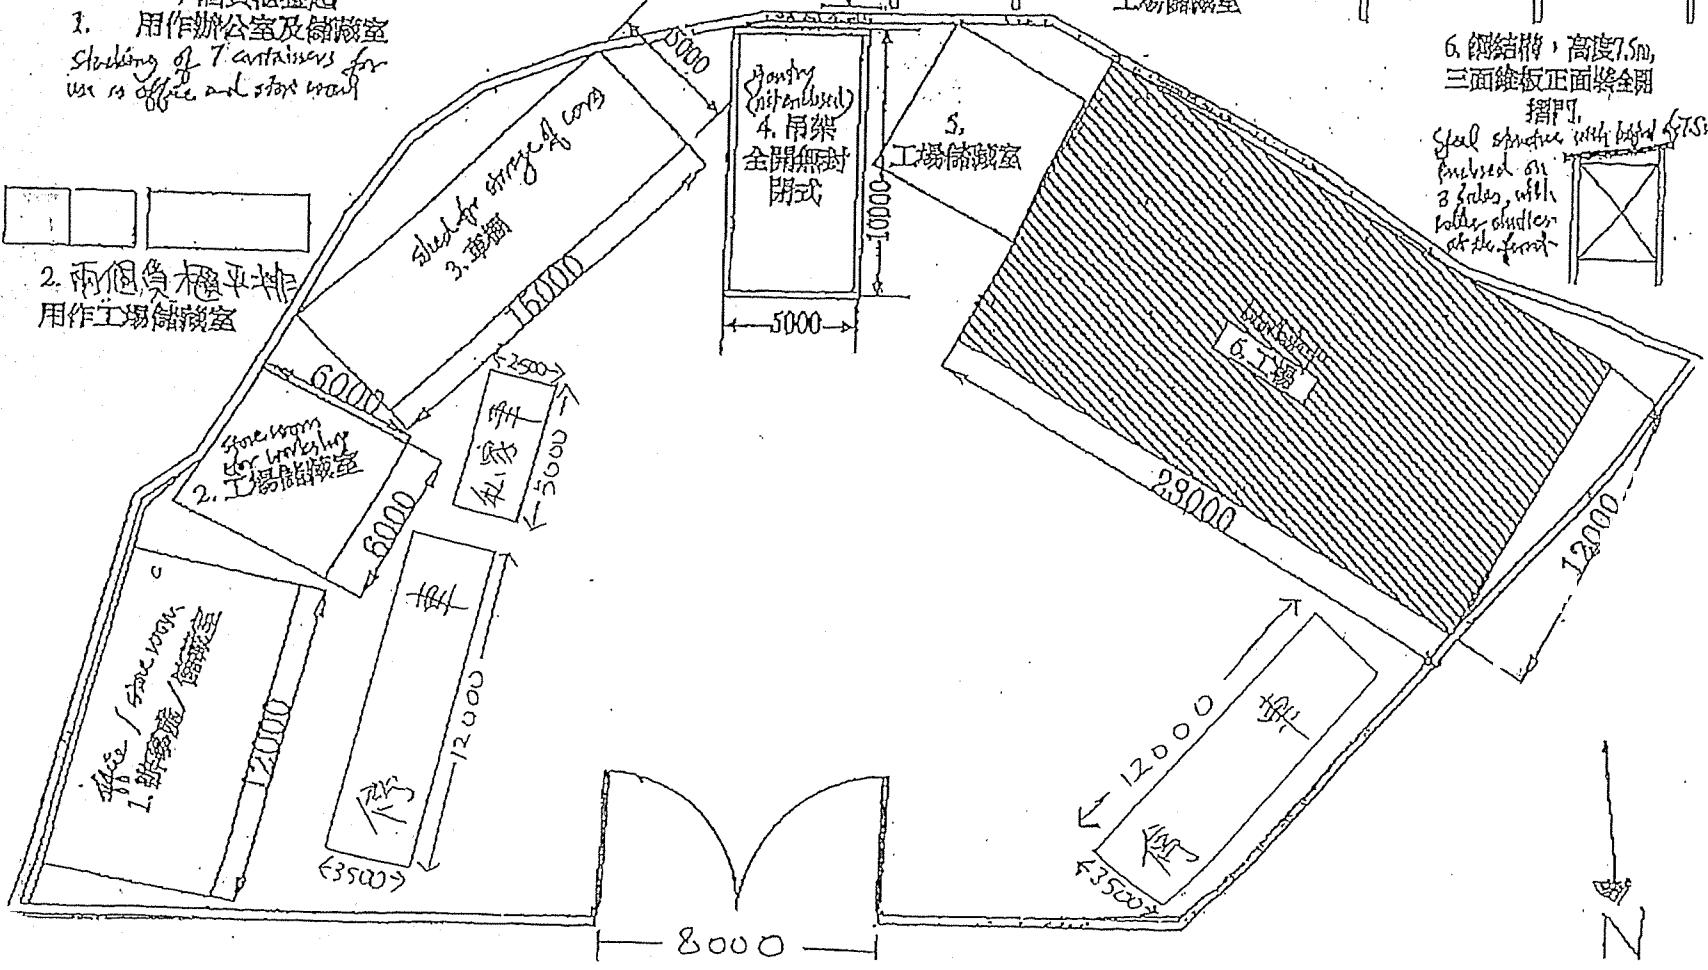 1. 用作辦公室及儲藏室
stacking of 7 containers for
use as office and store room
工場儲藏室
5000
gantry
(not enclosed)
4. 吊架
全開無封
閉式
10000
5000
5.
工場儲藏室
6. 鋼結構，高度7.5m,
三面鐵板正面裝全開
摺門,
Steel structure with height of 7.5m
enclosed on
3 sides, with
roller shutter
at the front
shed for storage of cars
3. 車棚
15000
2. 兩個貨櫃平排
用作工場儲藏室
6000
store room
for workshop
2. 工場儲藏室
6000
2500
私家車
5000
6. 工場
28000
12000
office / store room
1. 辦事處/儲藏室
12000
停車
12000
3500
停車
12000
3500
8000
N